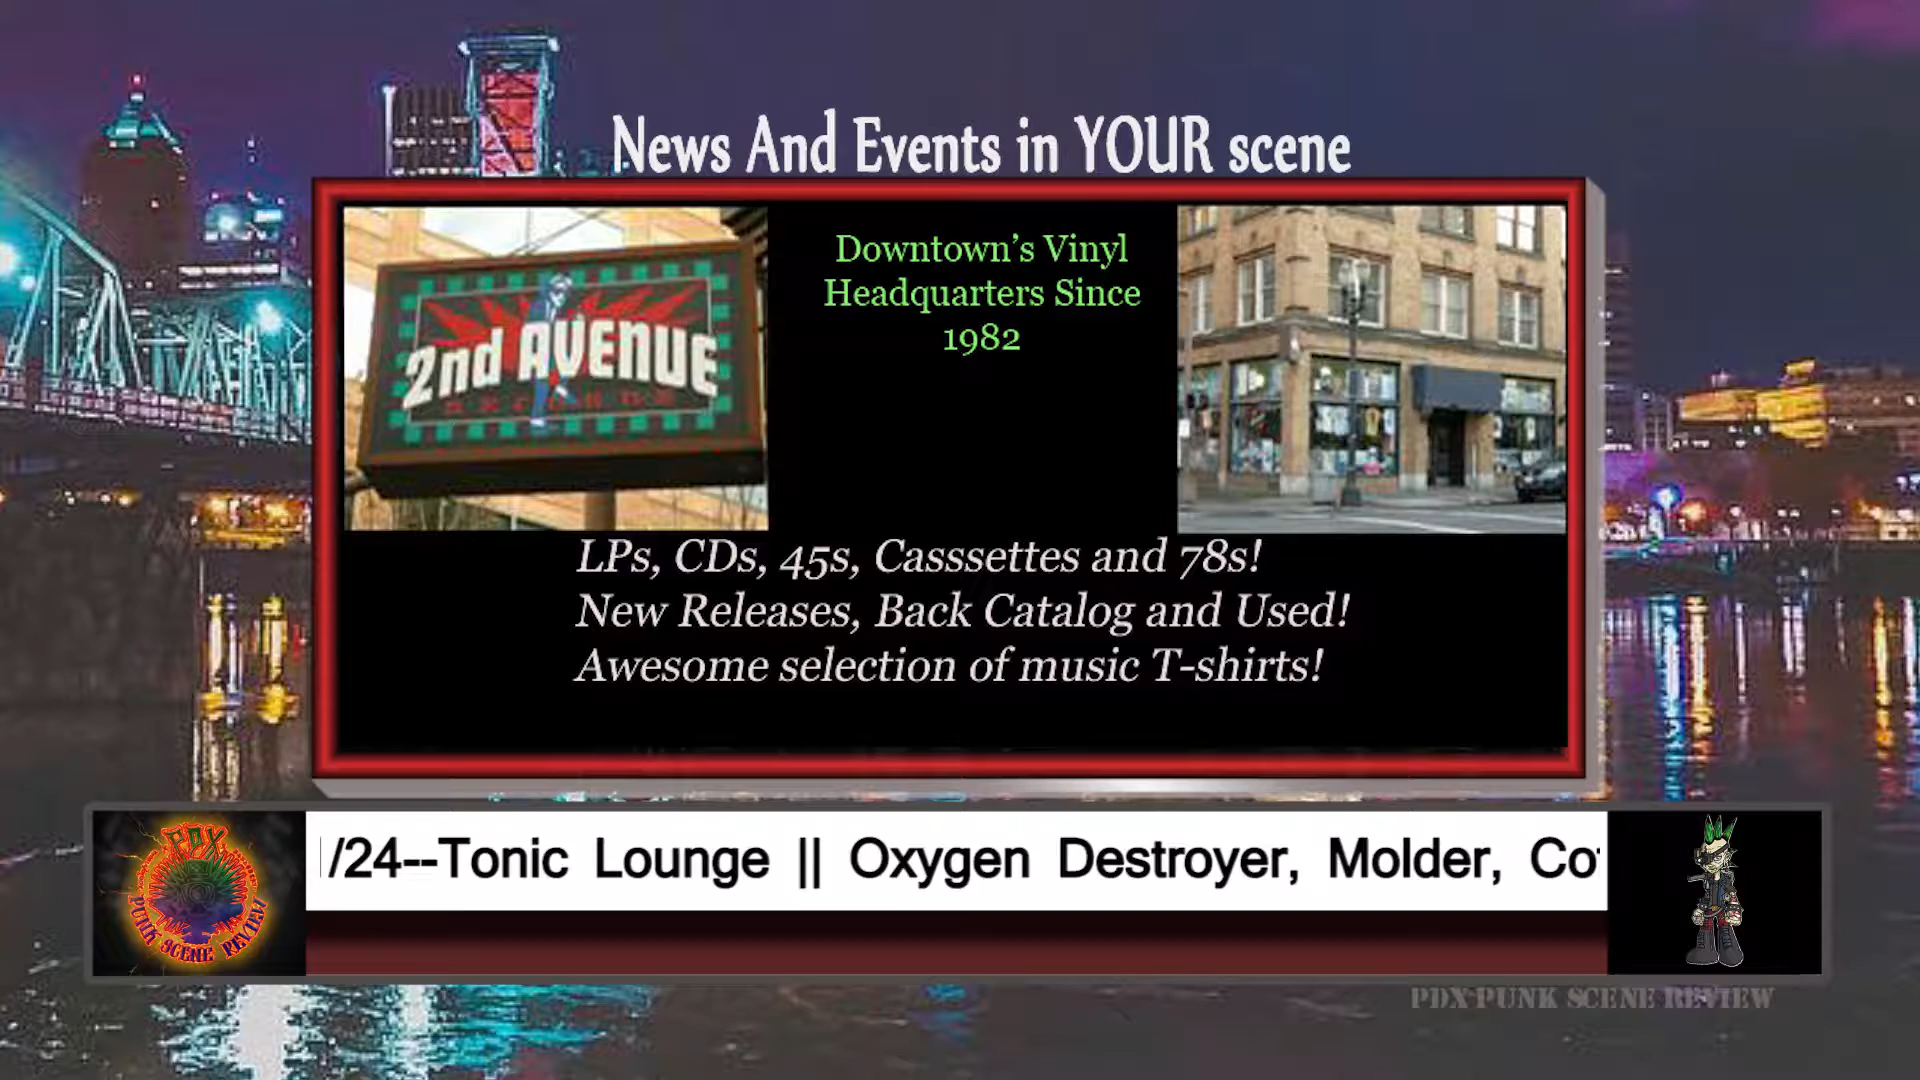 News And Events in YOUR scene
2nd AVENUE
RECORDS
Downtown's Vinyl
Headquarters Since
1982
LPs, CDs, 45s, Casssettes and 78s!
New Releases, Back Catalog and Used!
Awesome selection of music T-shirts!
PDX
PUNK SCENE REVIEW
/24--Tonic Lounge || Oxygen Destroyer, Molder, Co
PDX PUNK SCENE REVIEW